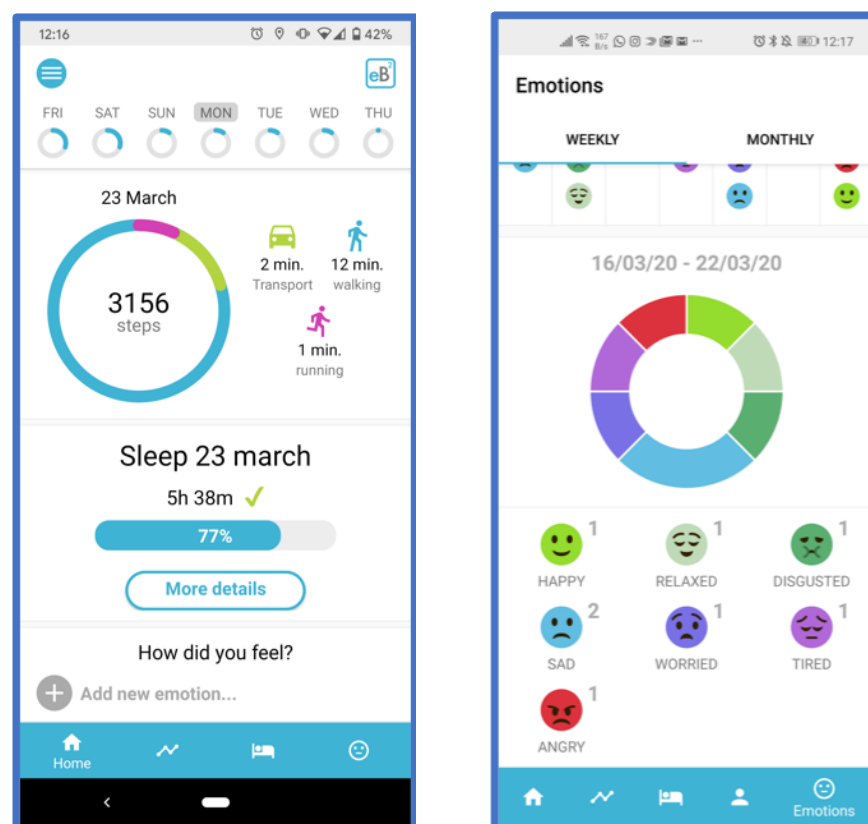 12:16 42%
eB²
FRI SAT SUN MON TUE WED THU
23 March
3156
steps
2 min. 12 min.
Transport walking
1 min.
running
Sleep 23 march
5h 38m
77%
More details
How did you feel?
Add new emotion...
Home
167 B/s 12:17
Emotions
WEEKLY MONTHLY
16/03/20 - 22/03/20
1 1 1
HAPPY RELAXED DISGUSTED
2 1 1
SAD WORRIED TIRED
1
ANGRY
Emotions